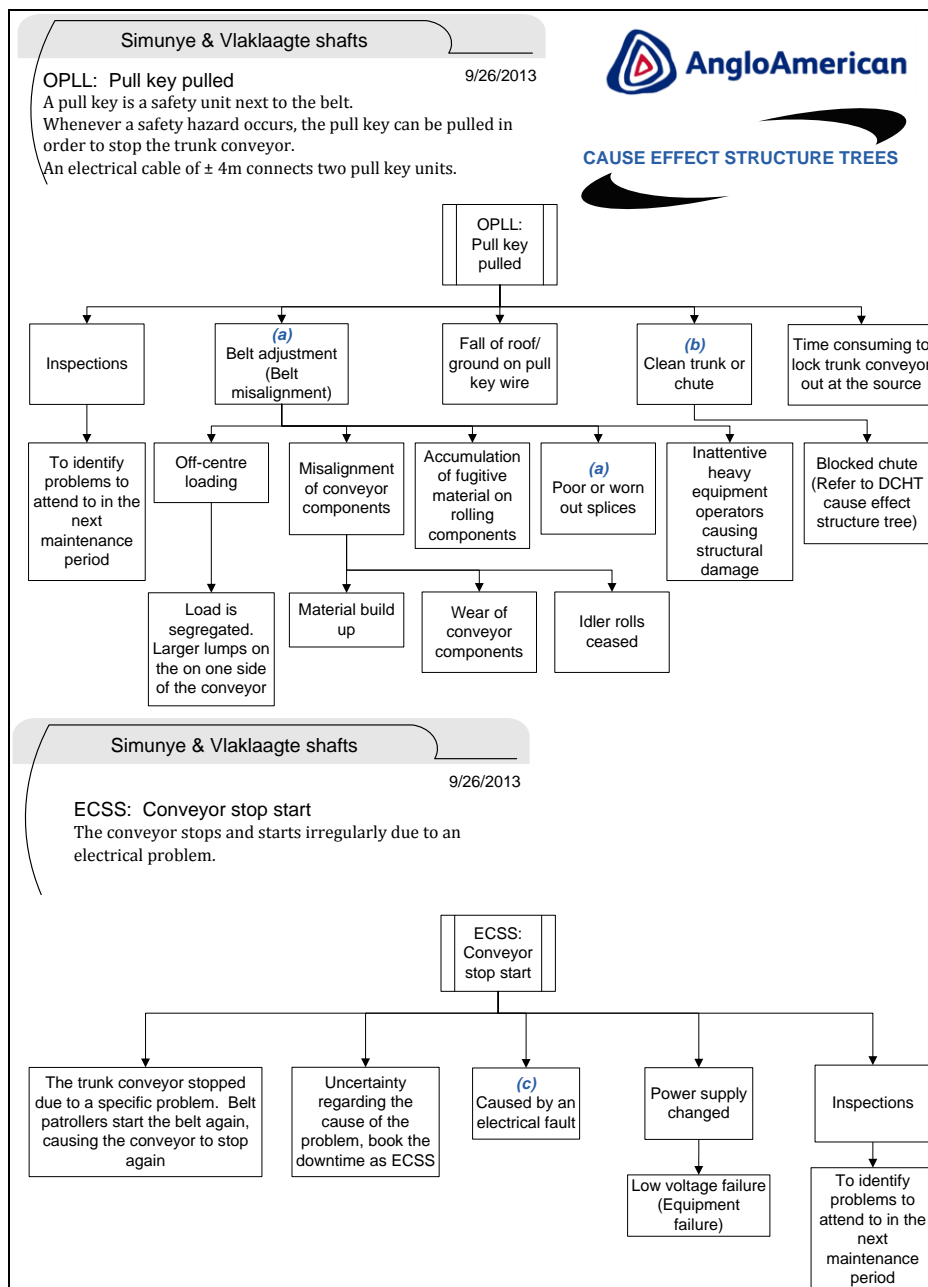 Simunye & Vlaklaagte shafts
OPLL: Pull key pulled
9/26/2013
A pull key is a safety unit next to the belt.
Whenever a safety hazard occurs, the pull key can be pulled in
order to stop the trunk conveyor.
An electrical cable of ± 4m connects two pull key units.
AngloAmerican
CAUSE EFFECT STRUCTURE TREES
OPLL:
Pull key
pulled
Inspections
(a)
Belt adjustment
(Belt
misalignment)
Fall of roof/
ground on pull
key wire
(b)
Clean trunk or
chute
Time consuming to
lock trunk conveyor
out at the source
To identify
problems to
attend to in the
next
maintenance
period
Off-centre
loading
Misalignment
of conveyor
components
Accumulation
of fugitive
material on
rolling
components
(a)
Poor or worn
out splices
Inattentive
heavy
equipment
operators
causing
structural
damage
Blocked chute
(Refer to DCHT
cause effect
structure tree)
Load is
segregated.
Larger lumps on
the on one side
of the conveyor
Material build
up
Wear of
conveyor
components
Idler rolls
ceased
Simunye & Vlaklaagte shafts
9/26/2013
ECSS: Conveyor stop start
The conveyor stops and starts irregularly due to an
electrical problem.
ECSS:
Conveyor
stop start
The trunk conveyor stopped
due to a specific problem. Belt
patrollers start the belt again,
causing the conveyor to stop
again
Uncertainty
regarding the
cause of the
problem, book the
downtime as ECSS
(c)
Caused by an
electrical fault
Power supply
changed
Inspections
Low voltage failure
(Equipment
failure)
To identify
problems to
attend to in the
next
maintenance
period